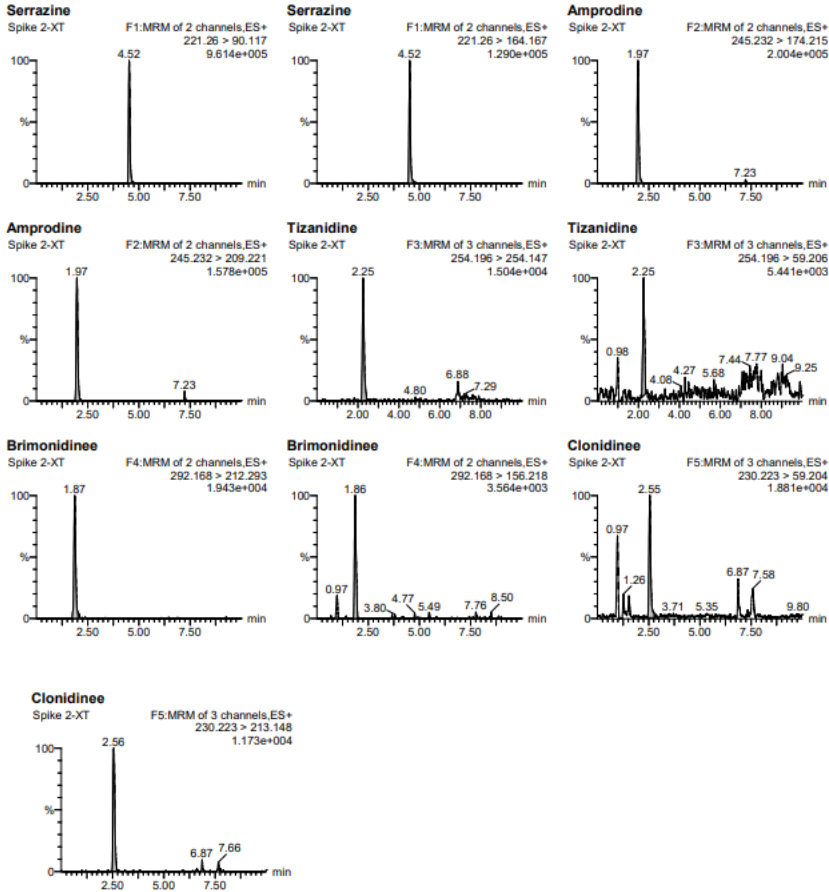 Serrazine
Spike 2-XT F1:MRM of 2 channels,ES+
221.26 > 90.117
9.614e+005
4.52
100
%
0
2.50 5.00 7.50 min
Serrazine
Spike 2-XT F1:MRM of 2 channels,ES+
221.26 > 164.167
1.290e+005
4.52
100
%
0
2.50 5.00 7.50 min
Amprodine
Spike 2-XT F2:MRM of 2 channels,ES+
245.232 > 174.215
2.004e+005
1.97
100
%
7.23
0
2.50 5.00 7.50 min
Amprodine
Spike 2-XT F2:MRM of 2 channels,ES+
245.232 > 209.221
1.578e+005
1.97
100
%
7.23
0
2.50 5.00 7.50 min
Tizanidine
Spike 2-XT F3:MRM of 3 channels,ES+
254.196 > 254.147
1.504e+004
2.25
100
%
6.88
7.29
4.80
0
2.00 4.00 6.00 8.00 min
Tizanidine
Spike 2-XT F3:MRM of 3 channels,ES+
254.196 > 59.206
5.441e+003
2.25
100
%
0.98 7.44 7.77 9.04
4.08 4.27 5.68 9.25
0
2.00 4.00 6.00 8.00 min
Brimonidinee
Spike 2-XT F4:MRM of 2 channels,ES+
292.168 > 212.293
1.943e+004
1.87
100
%
0
2.50 5.00 7.50 min
Brimonidinee
Spike 2-XT F4:MRM of 2 channels,ES+
292.168 > 156.218
3.564e+003
1.86
100
%
0.97
3.80 4.77 5.49 7.76 8.50
0
2.50 5.00 7.50 min
Clonidinee
Spike 2-XT F5:MRM of 3 channels,ES+
230.223 > 59.204
1.881e+004
2.55
100
0.97
%
1.26 6.87 7.58
3.71 5.35 9.80
0
2.50 5.00 7.50 min
Clonidinee
Spike 2-XT F5:MRM of 3 channels,ES+
230.223 > 213.148
1.173e+004
2.56
100
%
6.87 7.66
0
2.50 5.00 7.50 min